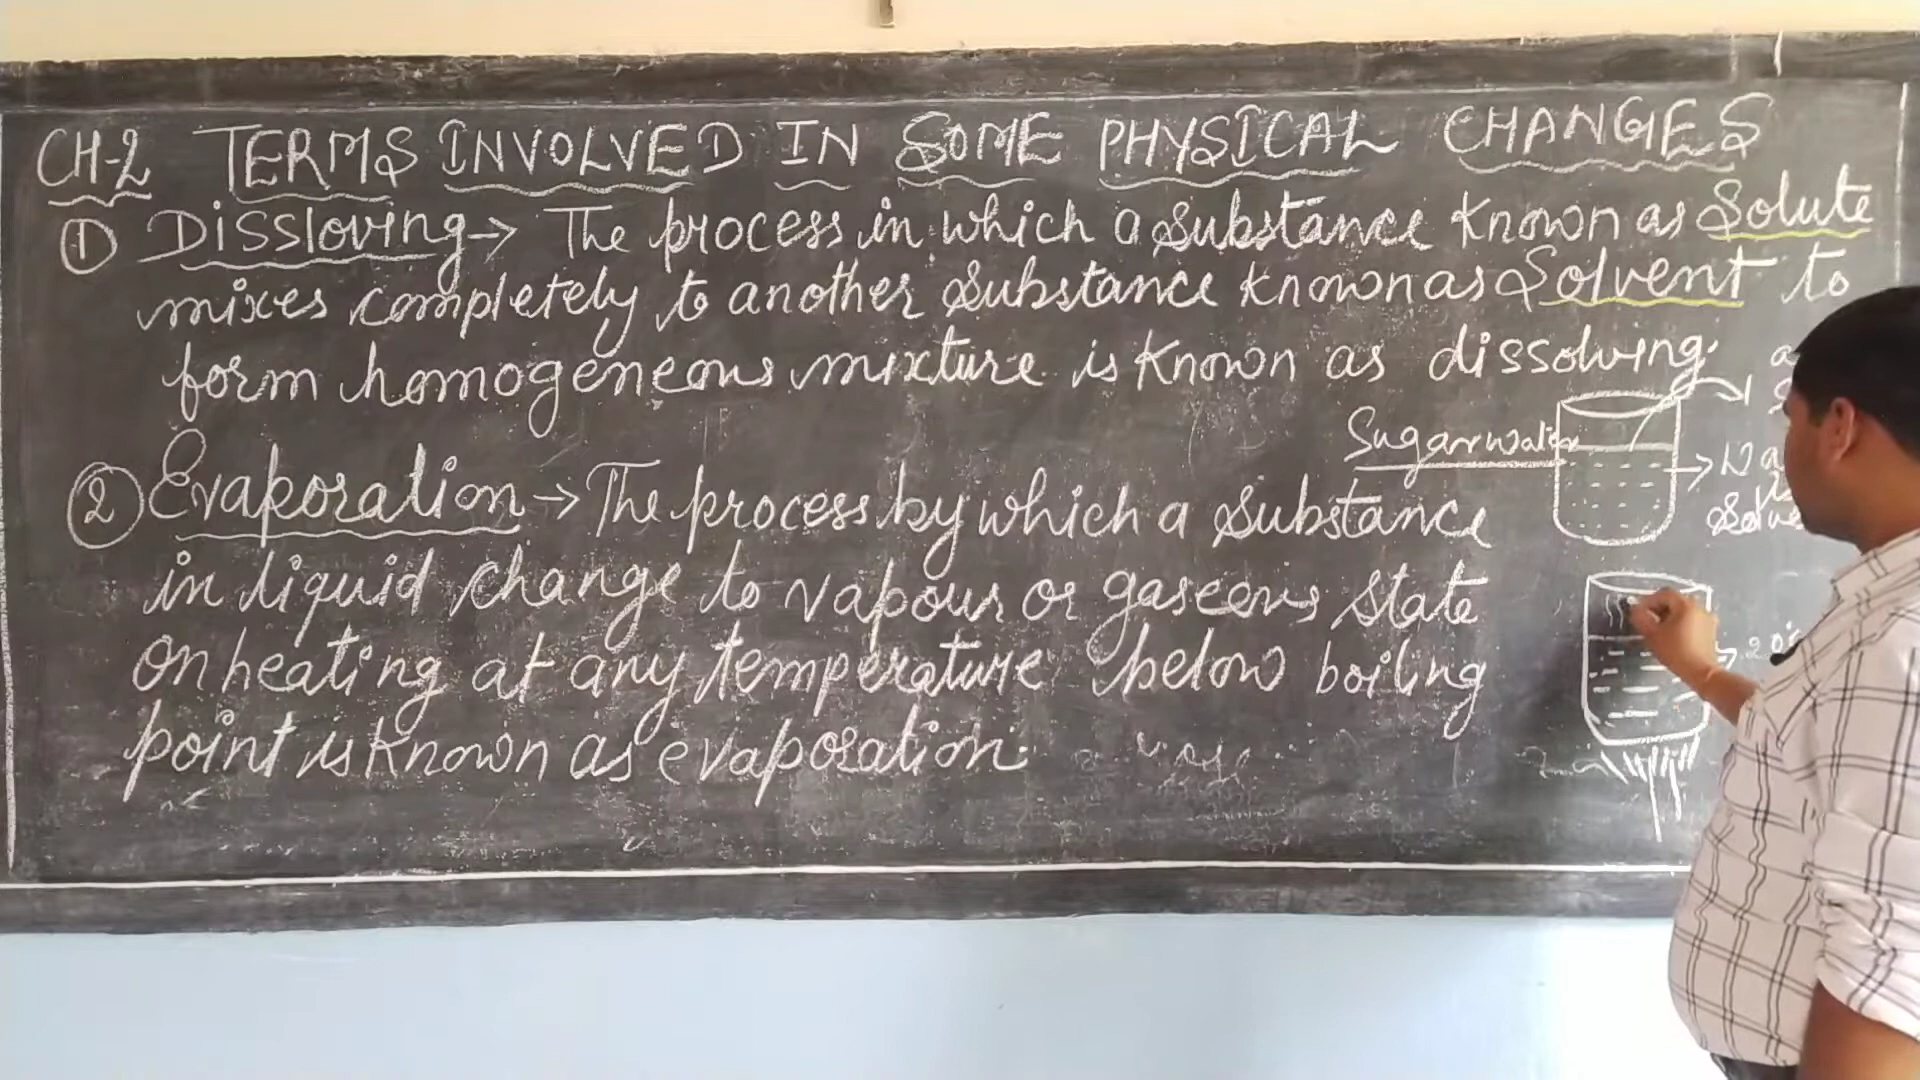 CH-2 TERMS INVOLVED IN SOME PHYSICAL CHANGES
① Dissloving → The process in which a substance known as Solute
mixes completely to another substance known as Solvent to
form homogeneous mixture is known as dissolving.
Sugar water
② Evaporation → The process by which a substance
in liquid change to vapour or gaseous state
on heating at any temperature below boiling
point is known as evaporation.